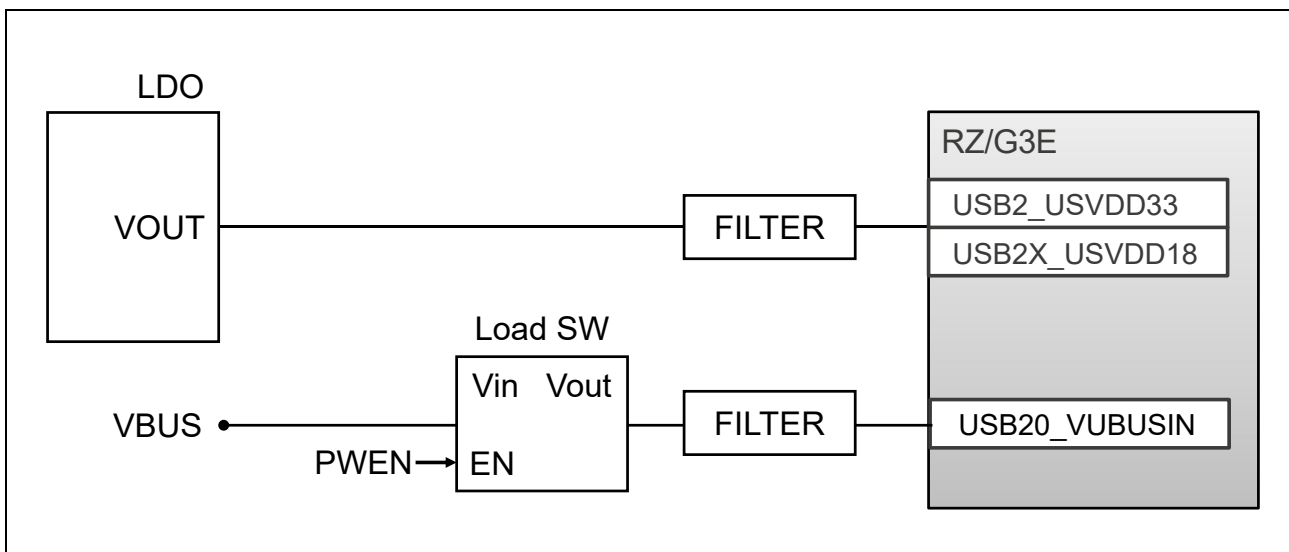 LDO
RZ/G3E
USB2_USVDD33
VOUT
FILTER
USB2X_USVDD18
Load SW
Vin Vout
VBUS
FILTER
USB20_VUBUSIN
PWEN
EN